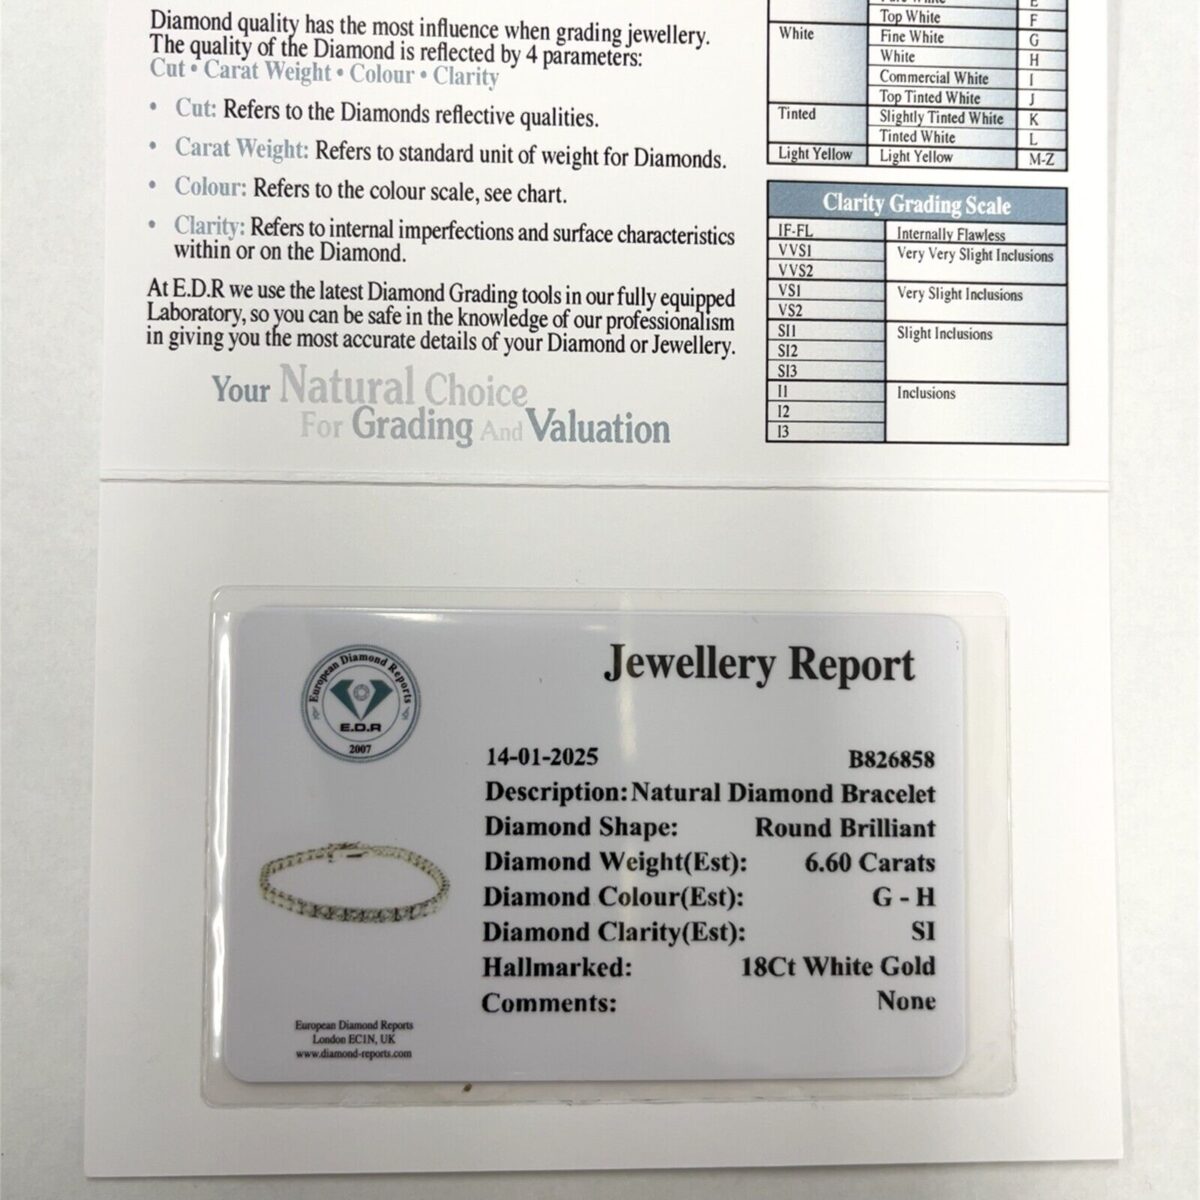 Diamond quality has the most influence when grading jewellery.
The quality of the Diamond is reflected by 4 parameters:
Cut • Carat Weight • Colour • Clarity
• Cut: Refers to the Diamonds reflective qualities.
• Carat Weight: Refers to standard unit of weight for Diamonds.
• Colour: Refers to the colour scale, see chart.
• Clarity: Refers to internal imperfections and surface characteristics
within or on the Diamond.
At E.D.R we use the latest Diamond Grading tools in our fully equipped
Laboratory, so you can be safe in the knowledge of our professionalism
in giving you the most accurate details of your Diamond or Jewellery.
Your Natural Choice
For Grading And Valuation
E
Top White F
White Fine White G
White H
Commercial White I
Top Tinted White J
Tinted Slightly Tinted White K
Tinted White L
Light Yellow Light Yellow M-Z
Clarity Grading Scale
IF-FL Internally Flawless
VVS1 Very Very Slight Inclusions
VVS2
VS1 Very Slight Inclusions
VS2
SI1 Slight Inclusions
SI2
SI3
I1 Inclusions
I2
I3
European Diamond Reports
E.D.R
2007
Jewellery Report
14-01-2025 B826858
Description: Natural Diamond Bracelet
Diamond Shape: Round Brilliant
Diamond Weight(Est): 6.60 Carats
Diamond Colour(Est): G - H
Diamond Clarity(Est): SI
Hallmarked: 18Ct White Gold
Comments: None
European Diamond Reports
London EC1N, UK
www.diamond-reports.com